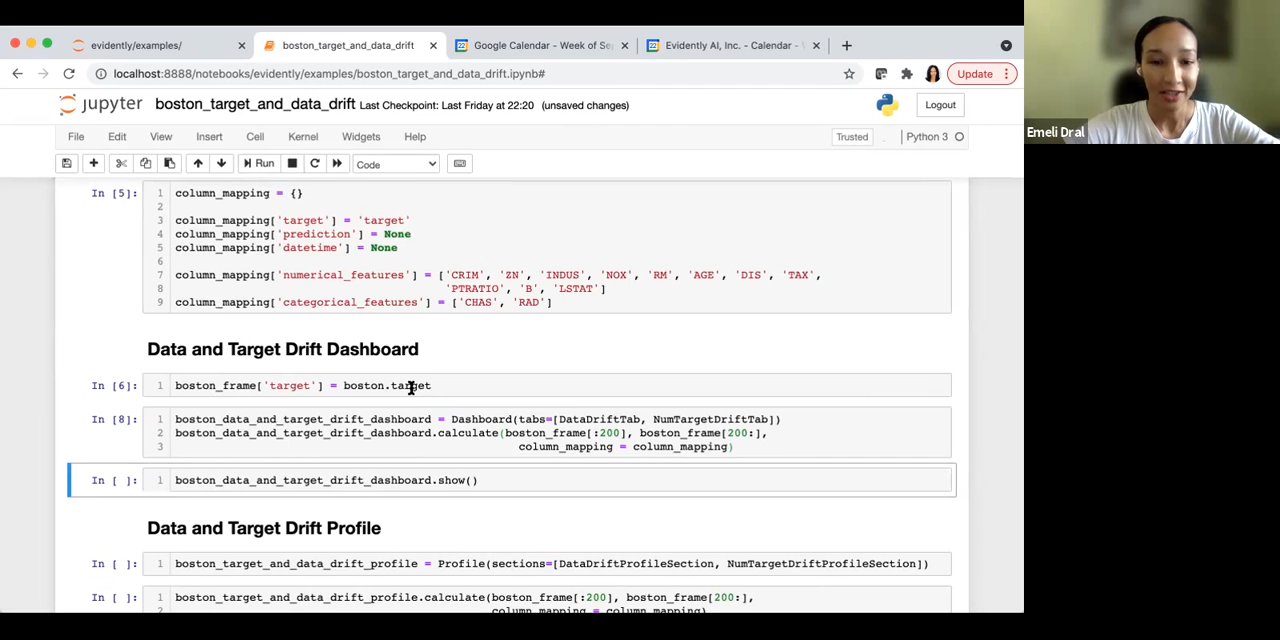 evidently/examples/
boston_target_and_data_drift
Google Calendar - Week of Se
Evidently AI, Inc. - Calendar -
localhost:8888/notebooks/evidently/examples/boston_target_and_data_drift.ipynb#
Update
jupyter boston_target_and_data_drift Last Checkpoint: Last Friday at 22:20 (unsaved changes)
Logout
File Edit View Insert Cell Kernel Widgets Help
Trusted
Python 3
Run
Code
Emeli Dral
In [5]:
1 column_mapping = {}
2
3 column_mapping['target'] = 'target'
4 column_mapping['prediction'] = None
5 column_mapping['datetime'] = None
6
7 column_mapping['numerical_features'] = ['CRIM', 'ZN', 'INDUS', 'NOX', 'RM', 'AGE', 'DIS', 'TAX',
8 'PTRATIO', 'B', 'LSTAT']
9 column_mapping['categorical_features'] = ['CHAS', 'RAD']
Data and Target Drift Dashboard
In [6]: 1 boston_frame['target'] = boston.target
In [8]: 1 boston_data_and_target_drift_dashboard = Dashboard(tabs=[DataDriftTab, NumTargetDriftTab])
2 boston_data_and_target_drift_dashboard.calculate(boston_frame[:200], boston_frame[200:],
3 column_mapping = column_mapping)
In [ ]: 1 boston_data_and_target_drift_dashboard.show()
Data and Target Drift Profile
In [ ]: 1 boston_target_and_data_drift_profile = Profile(sections=[DataDriftProfileSection, NumTargetDriftProfileSection])
In [ ]: 1 boston_target_and_data_drift_profile.calculate(boston_frame[:200], boston_frame[200:],
2 column_mapping = column_mapping)